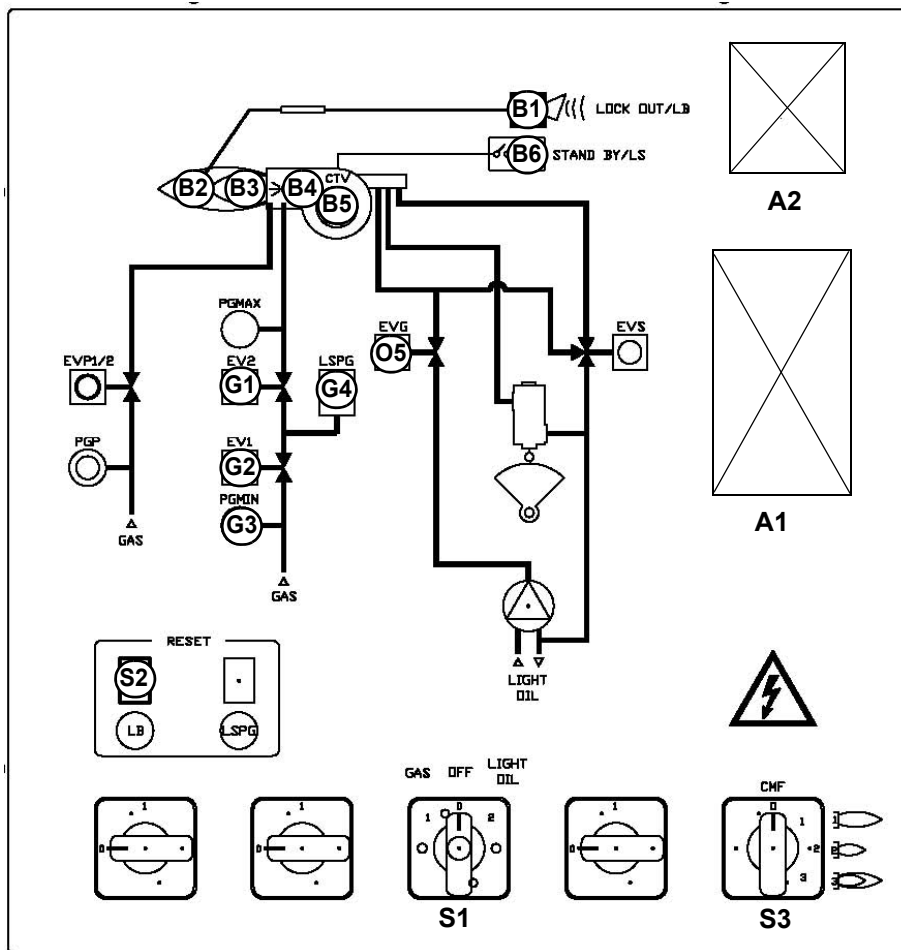 B1 LOCK OUT/LB
B6 STAND BY/LS
A2
B2 B3 B4 CTV
B5
PGMAX
EVG
O5
EVS
EVP1/2
EV2
G1
LSPG
G4
PGP
EV1
G2
PGMIN
G3
A1
GAS
GAS
LIGHT
OIL
RESET
S2
LB
LSPG
GAS OFF LIGHT
OIL
CMF
0 1
0 1
1 0 2
0 1
0 1 2 3
1
2
3
S1
S3